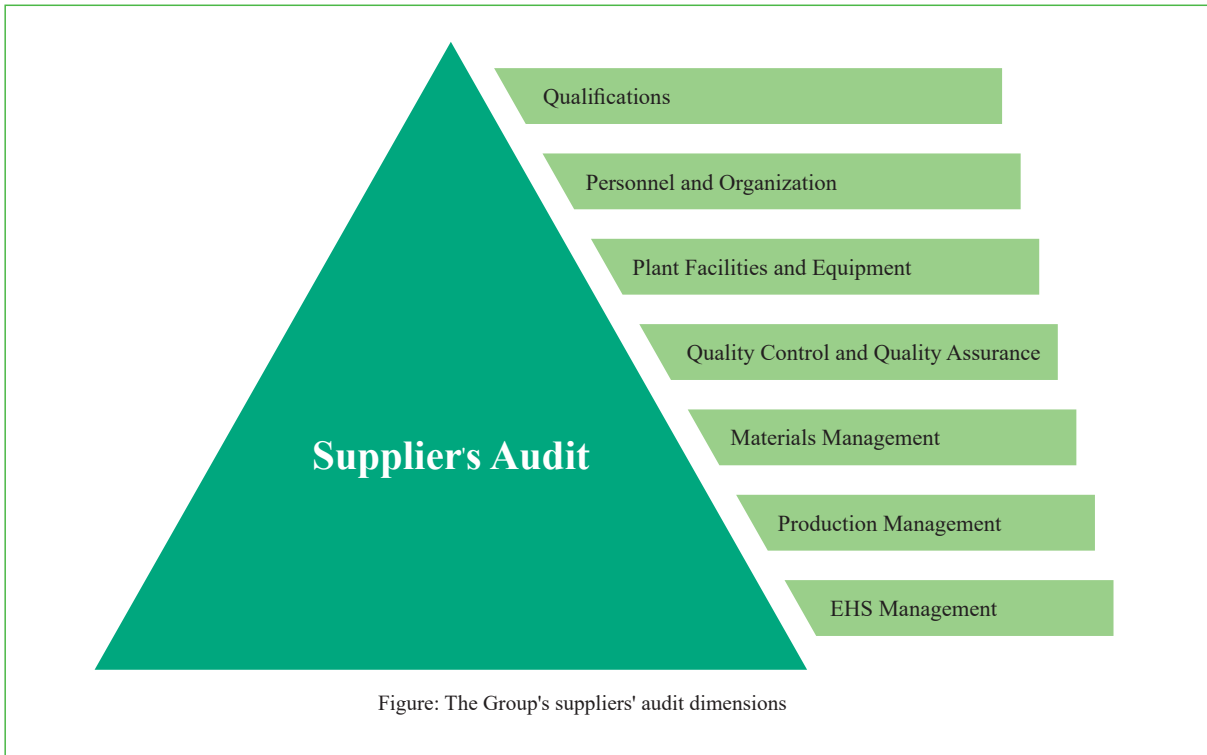 Qualifications
Personnel and Organization
Plant Facilities and Equipment
Quality Control and Quality Assurance
Materials Management
Production Management
EHS Management
Supplier's Audit
Figure: The Group's suppliers' audit dimensions